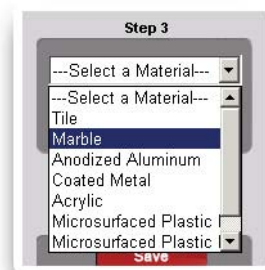 Step 3
---Select a Material---
---Select a Material---
Tile
Marble
Anodized Aluminum
Coated Metal
Acrylic
Microsurfaced Plastic
Microsurfaced Plastic
Save